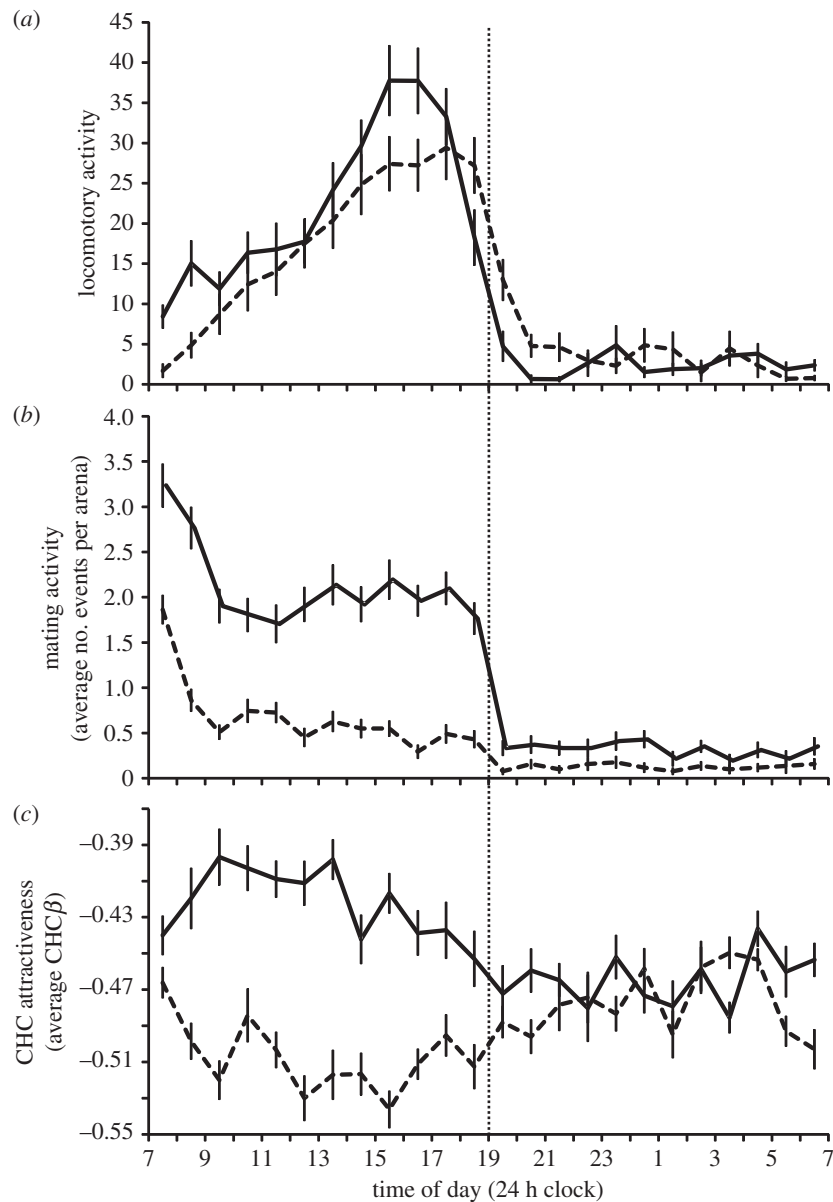 (a)
45
40
35
30
25
20
15
10
5
0
locomotory activity
(b)
4.0
3.5
3.0
2.5
2.0
1.5
1.0
0.5
0
mating activity
(average no. events per arena)
(c)
−0.39
−0.43
−0.47
−0.51
−0.55
CHC attractiveness
(average CHCβ)
7 9 11 13 15 17 19 21 23 1 3 5 7
time of day (24 h clock)